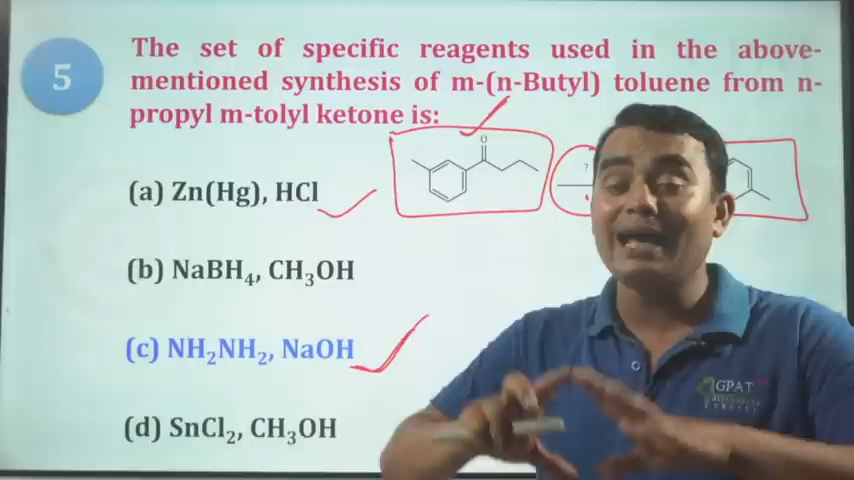 5
The set of specific reagents used in the above-
mentioned synthesis of m-(n-Butyl) toluene from n-
propyl m-tolyl ketone is:
O
?
(a) Zn(Hg), HCl
(b) NaBH₄, CH₃OH
(c) NH₂NH₂, NaOH
(d) SnCl₂, CH₃OH
GPAT